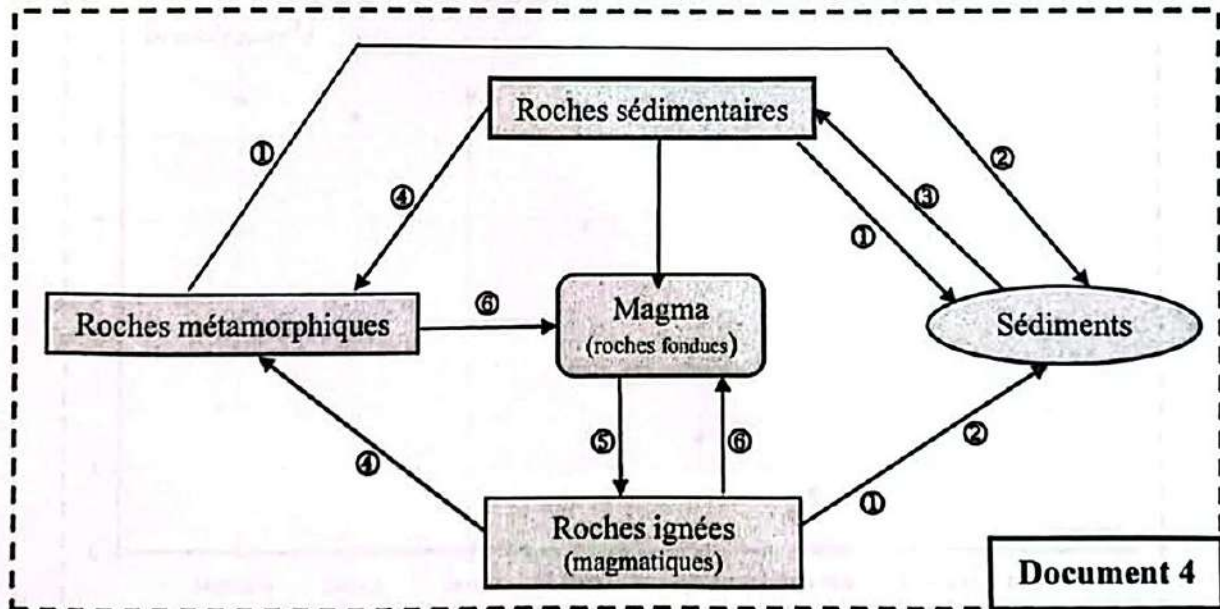 Roches sédimentaires
①
②
④
③
①
Roches métamorphiques
⑥
Magma
(roches fondues)
Sédiments
⑤
⑥
④
②
①
Roches ignées
(magmatiques)
Document 4